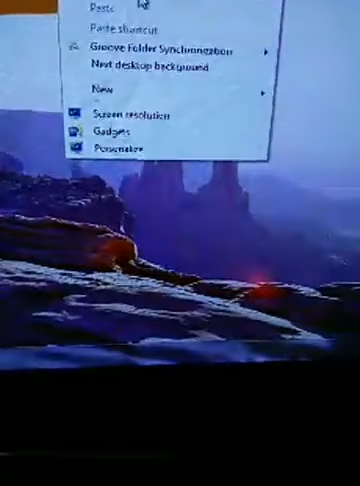 Paste
Paste shortcut
Groove Folder Synchronization
Next desktop background
New
Screen resolution
Gadgets
Personalize